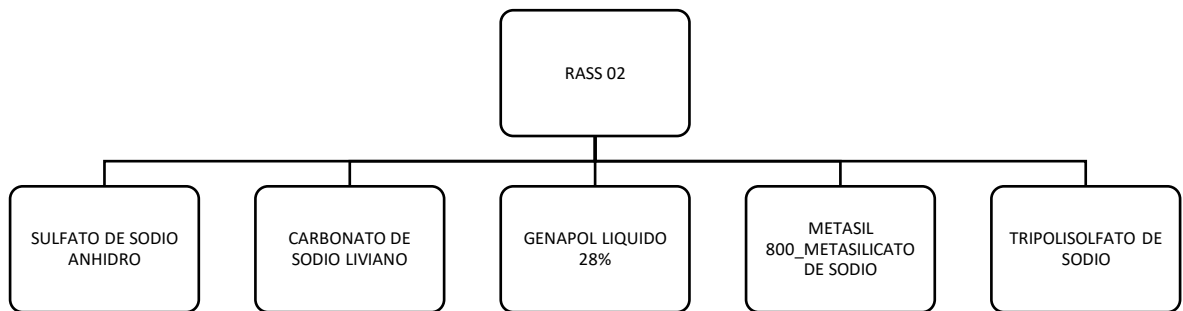 RASS 02
SULFATO DE SODIO
ANHIDRO
CARBONATO DE
SODIO LIVIANO
GENAPOL LIQUIDO
28%
METASIL
800_METASILICATO
DE SODIO
TRIPOLISOLFATO DE
SODIO